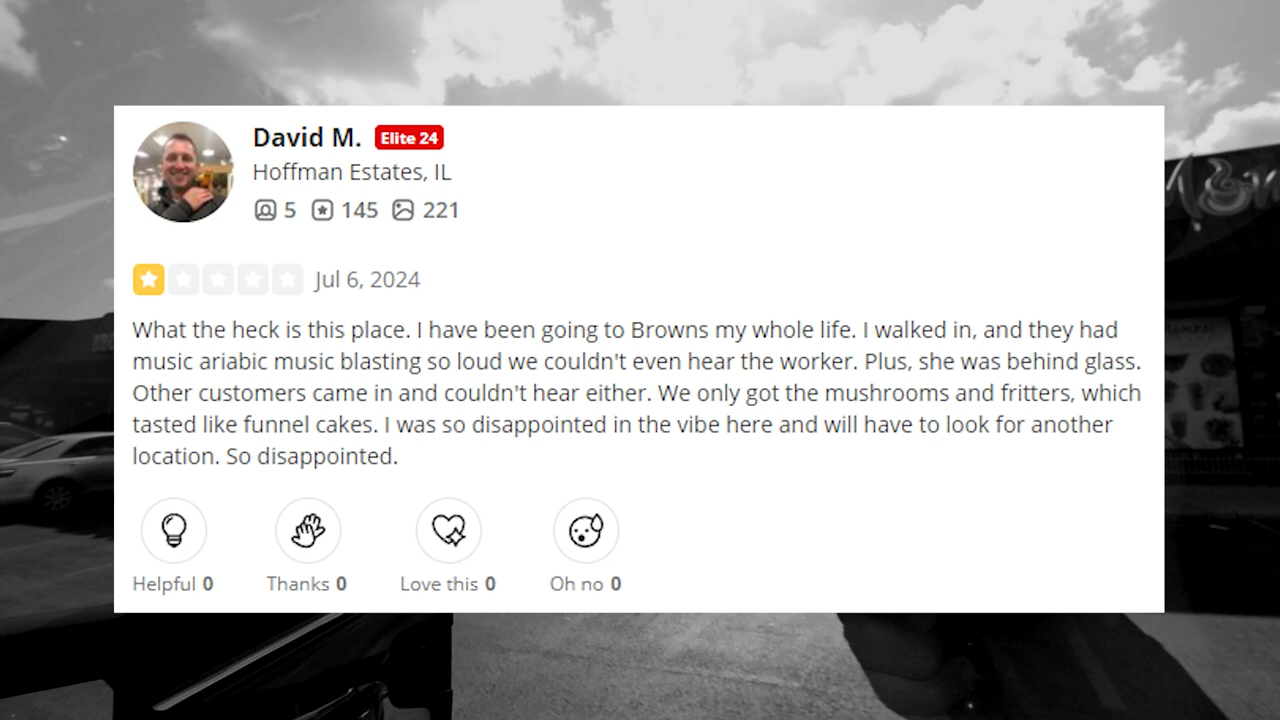 David M. Elite 24
Hoffman Estates, IL
5 145 221
Jul 6, 2024
What the heck is this place. I have been going to Browns my whole life. I walked in, and they had
music ariabic music blasting so loud we couldn't even hear the worker. Plus, she was behind glass.
Other customers came in and couldn't hear either. We only got the mushrooms and fritters, which
tasted like funnel cakes. I was so disappointed in the vibe here and will have to look for another
location. So disappointed.
Helpful 0 Thanks 0 Love this 0 Oh no 0